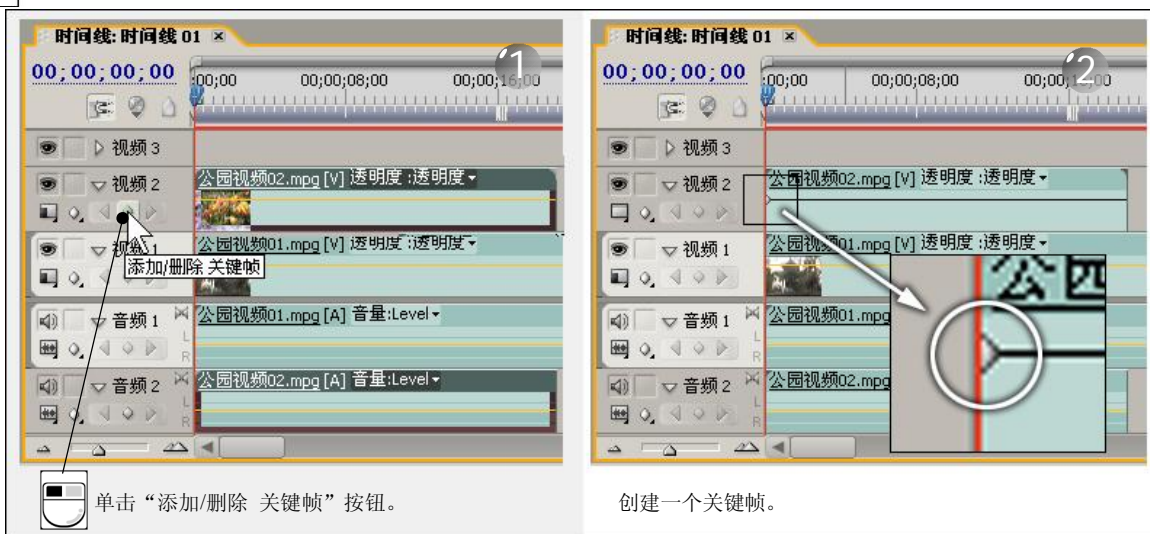 时间线: 时间线 01
1
00;00;00;00
;00;00 00;00;08;00 00;00;16;00
视频 3
视频 2
公园视频02.mpg [V] 透明度 :透明度
视频 1
公园视频01.mpg [V] 透明度 :透明度
添加/删除 关键帧
音频 1
公园视频01.mpg [A] 音量:Level
L
R
音频 2
公园视频02.mpg [A] 音量:Level
L
R
单击“添加/删除 关键帧”按钮。
时间线: 时间线 01
2
00;00;00;00
;00;00 00;00;08;00
视频 3
视频 2
公园视频02.mpg [V] 透明度 :透明度
视频 1
公园视频01.mpg [V] 透明度 :透明度
公园
音频 1
公园视频01.mpg
L
R
音频 2
公园视频02.mpg
L
R
创建一个关键帧。